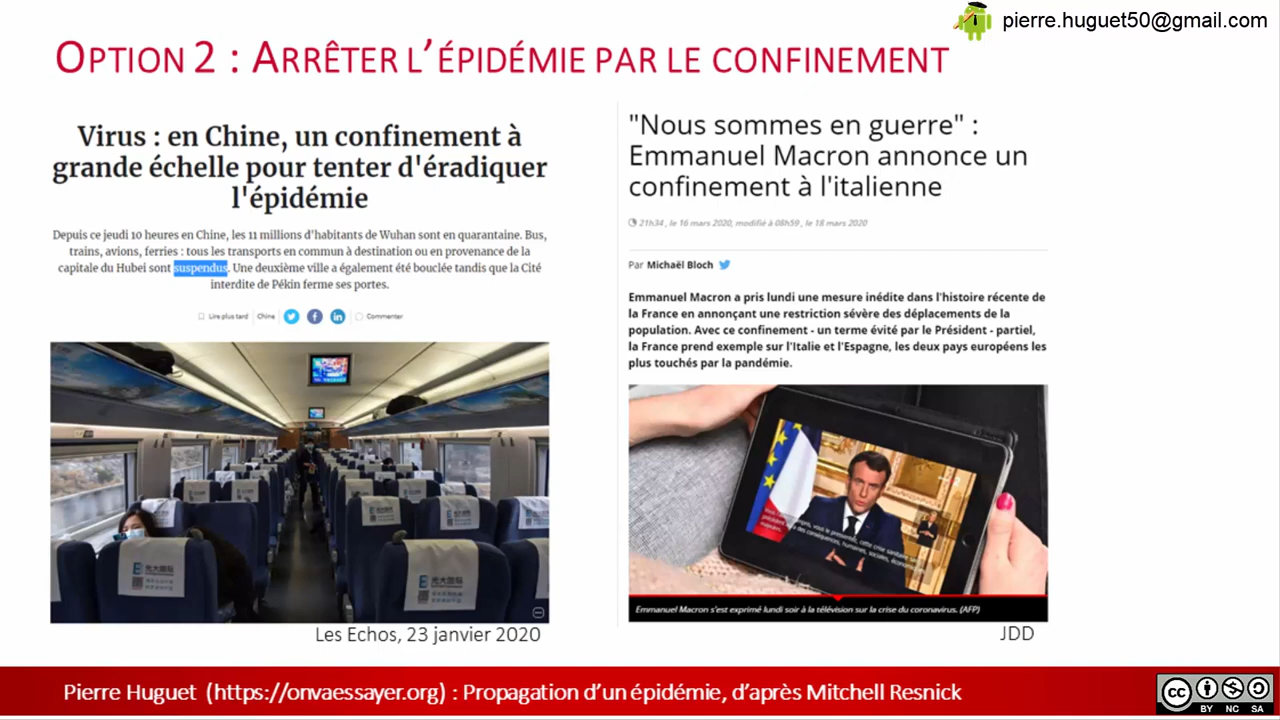 pierre.huguet50@gmail.com
OPTION 2 : ARRÊTER L'ÉPIDÉMIE PAR LE CONFINEMENT
Virus : en Chine, un confinement à
grande échelle pour tenter d'éradiquer
l'épidémie
Depuis ce jeudi 10 heures en Chine, les 11 millions d'habitants de Wuhan sont en quarantaine. Bus,
trains, avions, ferries : tous les transports en commun à destination ou en provenance de la
capitale du Hubei sont suspendus. Une deuxième ville a également été bouclée tandis que la Cité
interdite de Pékin ferme ses portes.
Lire plus tard Chine Commenter
光大国际
光大国际
Les Echos, 23 janvier 2020
"Nous sommes en guerre" :
Emmanuel Macron annonce un
confinement à l'italienne
21h34 , le 16 mars 2020, modifié à 08h59 , le 18 mars 2020
Par Michaël Bloch
Emmanuel Macron a pris lundi une mesure inédite dans l'histoire récente de
la France en annonçant une restriction sévère des déplacements de la
population. Avec ce confinement - un terme évité par le Président - partiel,
la France prend exemple sur l'Italie et l'Espagne, les deux pays européens les
plus touchés par la pandémie.
Emmanuel Macron s'est exprimé lundi soir à la télévision sur la crise du coronavirus. (AFP)
JDD
Pierre Huguet (https://onvaessayer.org) : Propagation d'un épidémie, d'après Mitchell Resnick
cc BY NC SA